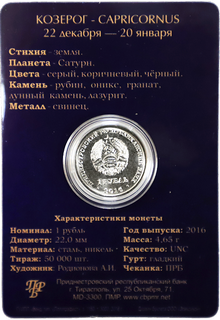 КОЗЕРОГ - CAPRICORNUS
22 декабря — 20 января
Стихия - земля.
Планета - Сатурн.
Цвета - серый, коричневый, чёрный.
Камень - рубин, оникс, гранат,
лунный камень, лазурит.
Металл - свинец.
1 РУБЛЬ
2016
Характеристики монеты
Номинал: 1 рубль
Год выпуска: 2016
Диаметр: 22.0 мм
Масса: 4,65 г
Материал: сталь, никель
Качество: UNC
Тираж: 50 000 шт.
Гурт: гладкий
Художник Руднонова А.И.
Чеканка: ПРБ
Приднестровский республиканский банк
г. Тирасполь, ул. 25 Октября, 71,
MD-3300, ПМР. www.cbpmr.net